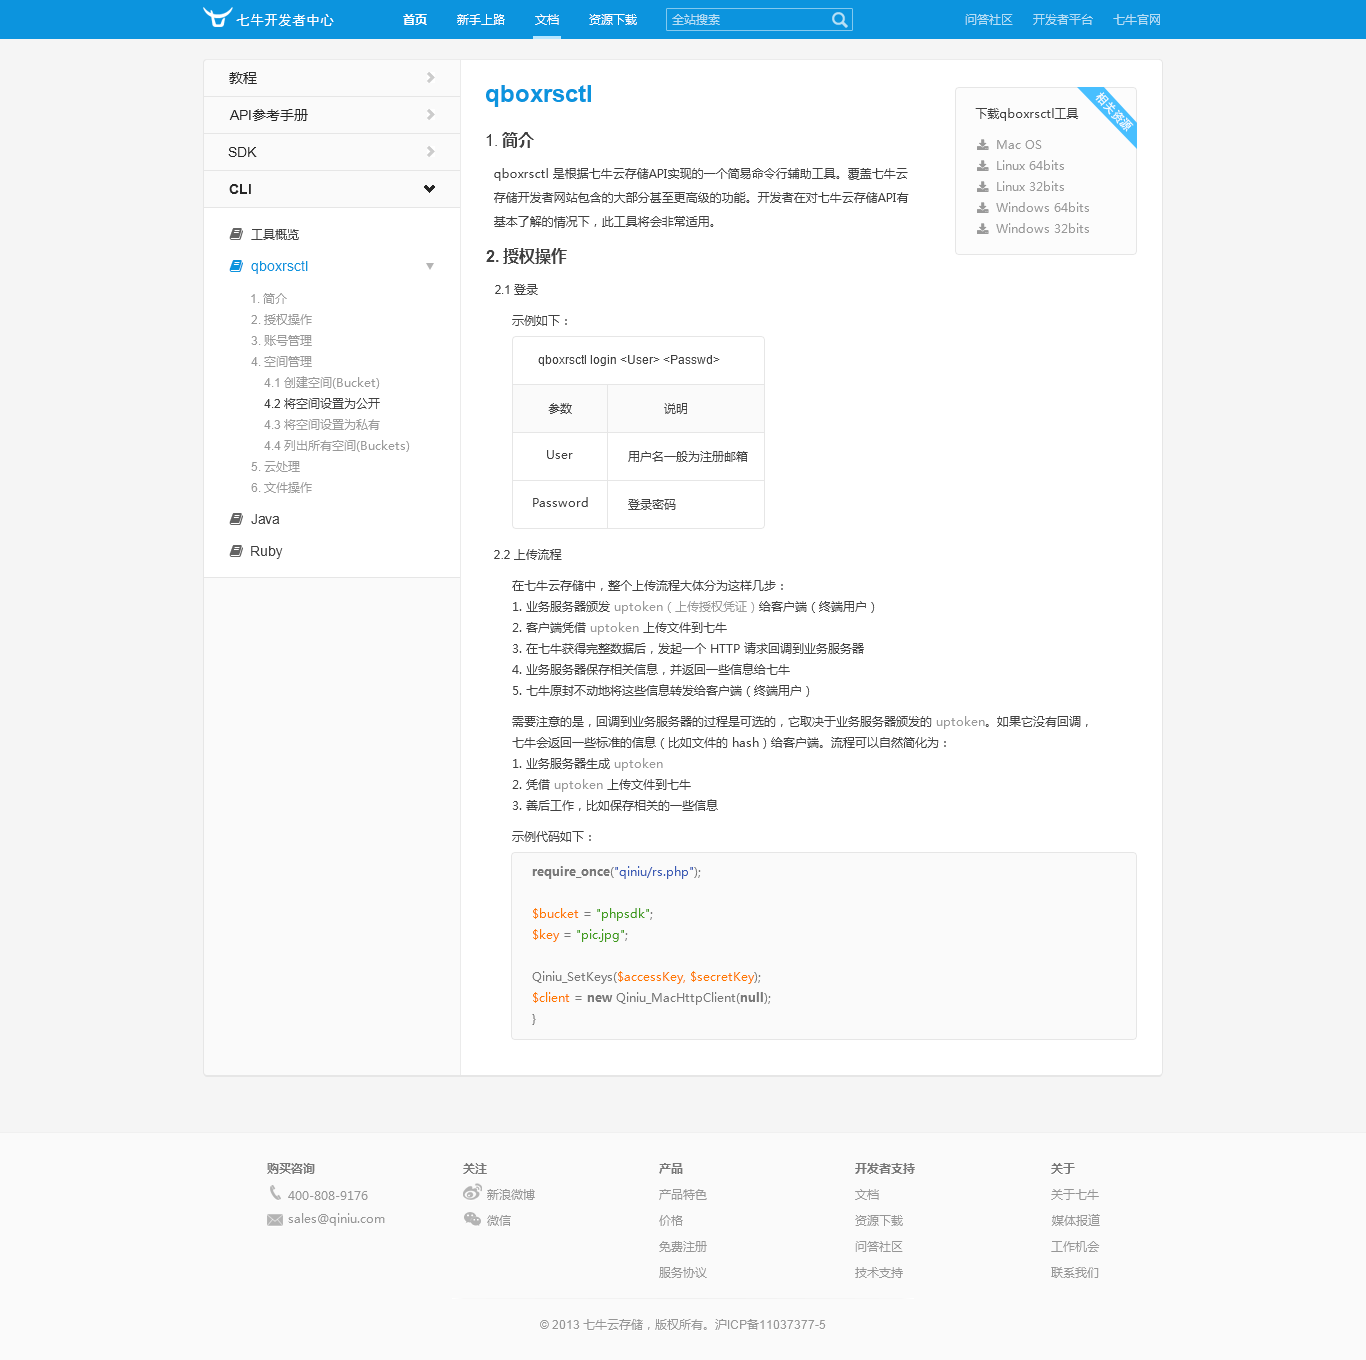 七牛开发者中心
首页
新手上路
文档
资源下载
全站搜索
问答社区
开发者平台
七牛官网
教程
API参考手册
SDK
CLI
工具概览
qboxrsctl
1. 简介
2. 授权操作
3. 账号管理
4. 空间管理
4.1 创建空间(Bucket)
4.2 将空间设置为公开
4.3 将空间设置为私有
4.4 列出所有空间(Buckets)
5. 云处理
6. 文件操作
Java
Ruby
qboxrsctl
1. 简介
qboxrsctl 是根据七牛云存储API实现的一个简易命令行辅助工具。覆盖七牛云
存储开发者网站包含的大部分甚至更高级的功能。开发者在对七牛云存储API有
基本了解的情况下，此工具将会非常适用。
相关资源
下载qboxrsctl工具
Mac OS
Linux 64bits
Linux 32bits
Windows 64bits
Windows 32bits
2. 授权操作
2.1 登录
示例如下：
qboxrsctl login <User> <Passwd>
参数 说明
User 用户名一般为注册邮箱
Password 登录密码
2.2 上传流程
在七牛云存储中，整个上传流程大体分为这样几步：
1. 业务服务器颁发 uptoken（上传授权凭证）给客户端（终端用户）
2. 客户端凭借 uptoken 上传文件到七牛
3. 在七牛获得完整数据后，发起一个 HTTP 请求回调到业务服务器
4. 业务服务器保存相关信息，并返回一些信息给七牛
5. 七牛原封不动地将这些信息转发给客户端（终端用户）
需要注意的是，回调到业务服务器的过程是可选的，它取决于业务服务器颁发的 uptoken。如果它没有回调，
七牛会返回一些标准的信息（比如文件的 hash）给客户端。流程可以自然简化为：
1. 业务服务器生成 uptoken
2. 凭借 uptoken 上传文件到七牛
3. 善后工作，比如保存相关的一些信息
示例代码如下：
require_once("qiniu/rs.php");
$bucket = "phpsdk";
$key = "pic.jpg";
Qiniu_SetKeys($accessKey, $secretKey);
$client = new Qiniu_MacHttpClient(null);
}
购买咨询
400-808-9176
sales@qiniu.com
关注
新浪微博
微信
产品
产品特色
价格
免费注册
服务协议
开发者支持
文档
资源下载
问答社区
技术支持
关于
关于七牛
媒体报道
工作机会
联系我们
© 2013 七牛云存储，版权所有。沪ICP备11037377-5